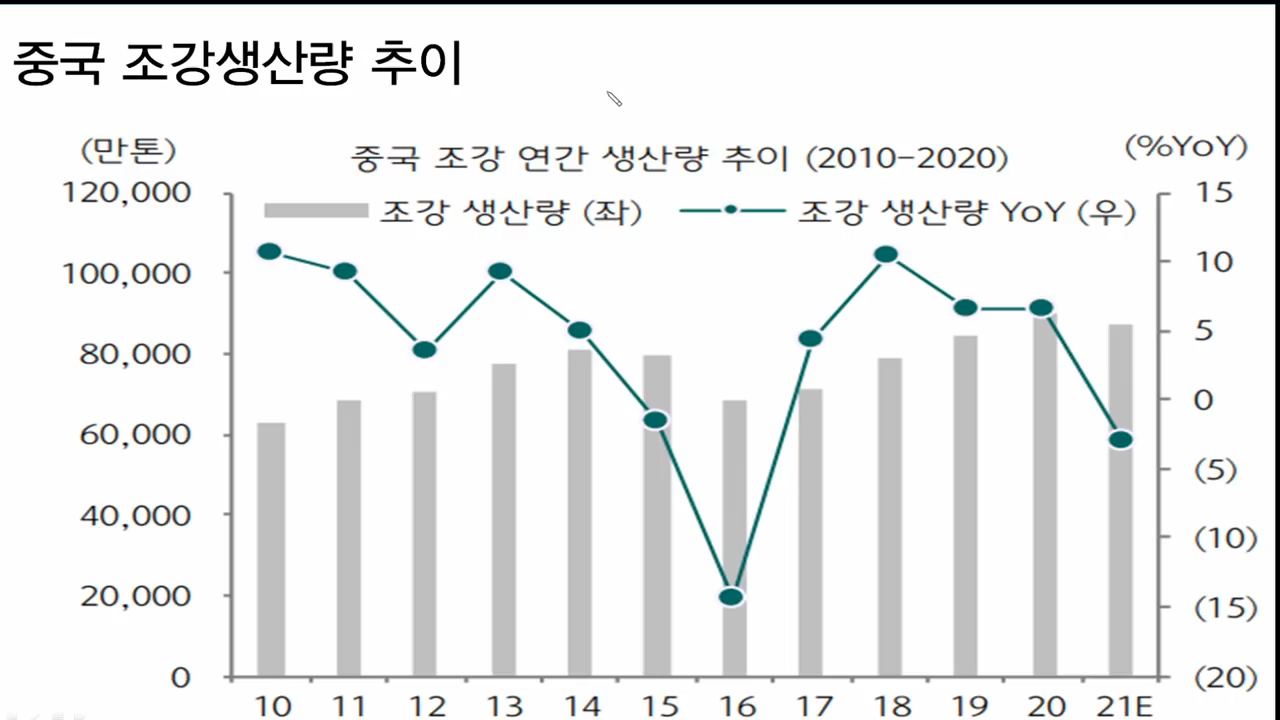 중국 조강생산량 추이
(만톤)
중국 조강 연간 생산량 추이 (2010-2020)
(%YoY)
조강 생산량 (좌)
조강 생산량 YoY (우)
120,000
100,000
80,000
60,000
40,000
20,000
0
15
10
5
0
(5)
(10)
(15)
(20)
10 11 12 13 14 15 16 17 18 19 20 21E